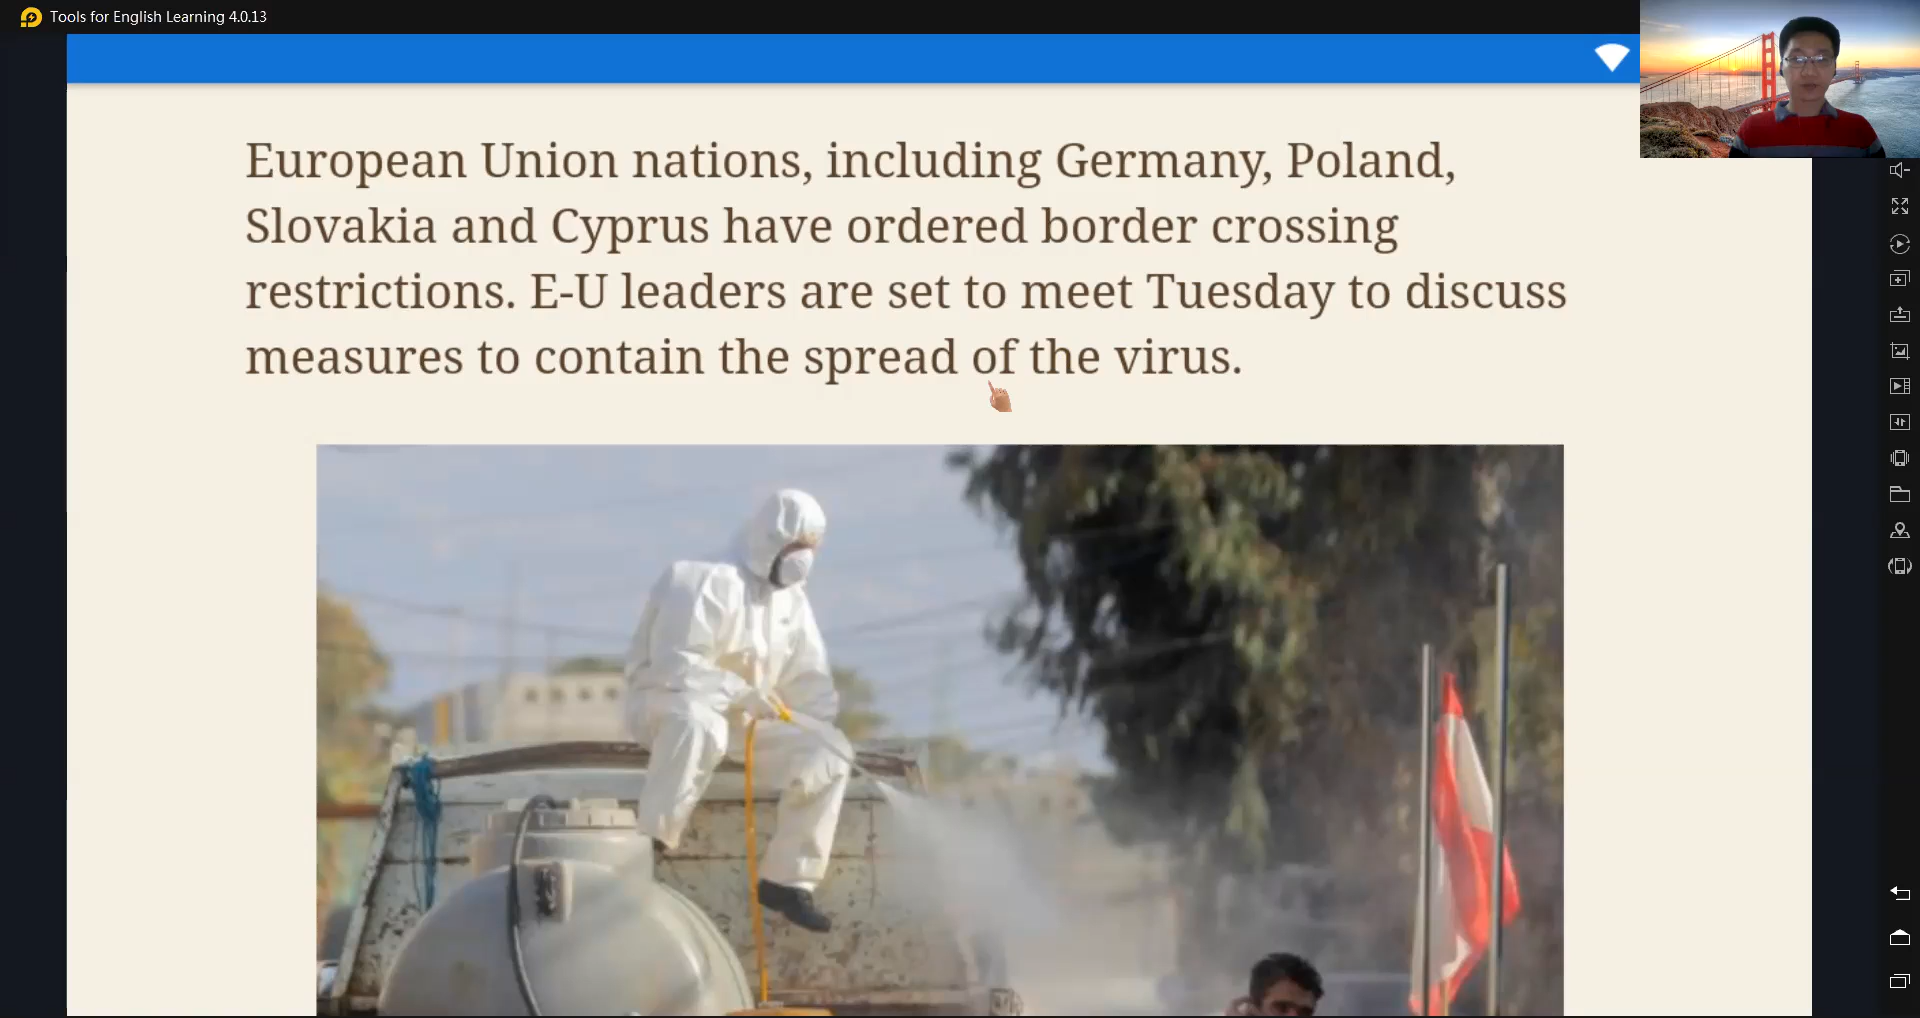 Tools for English Learning 4.0.13
European Union nations, including Germany, Poland,
Slovakia and Cyprus have ordered border crossing
restrictions. E-U leaders are set to meet Tuesday to discuss
measures to contain the spread of the virus.